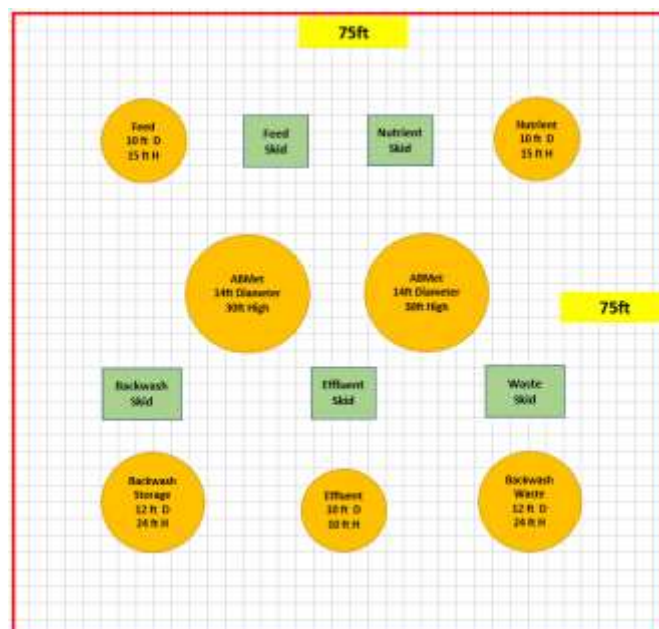 75ft
Feed
10 ft D
15 ft H
Feed
Skid
Nutrient
Skid
Nutrient
10 ft D
15 ft H
ABMet
14ft Diameter
30ft High
ABMet
14ft Diameter
30ft High
75ft
Backwash
Skid
Effluent
Skid
Waste
Skid
Backwash
Storage
12 ft D
24 ft H
Effluent
10 ft D
10 ft H
Backwash
Waste
12 ft D
24 ft H